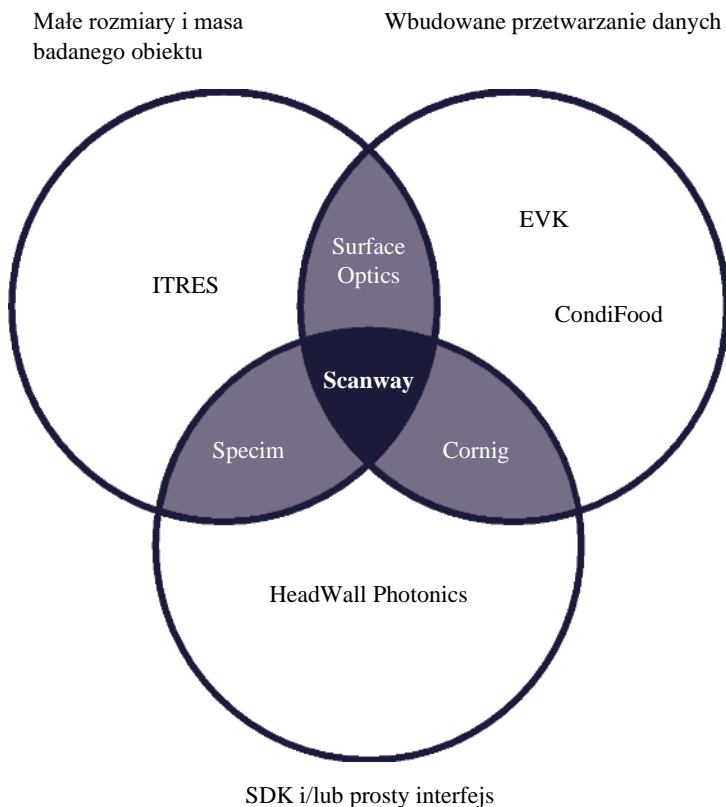 Małe rozmiary i masa
badanego obiektu
Wbudowane przetwarzanie danych
EVK
Surface
Optics
ITRES
CondiFood
Scanway
Specim
Cornig
HeadWall Photonics
SDK i/lub prosty interfejs